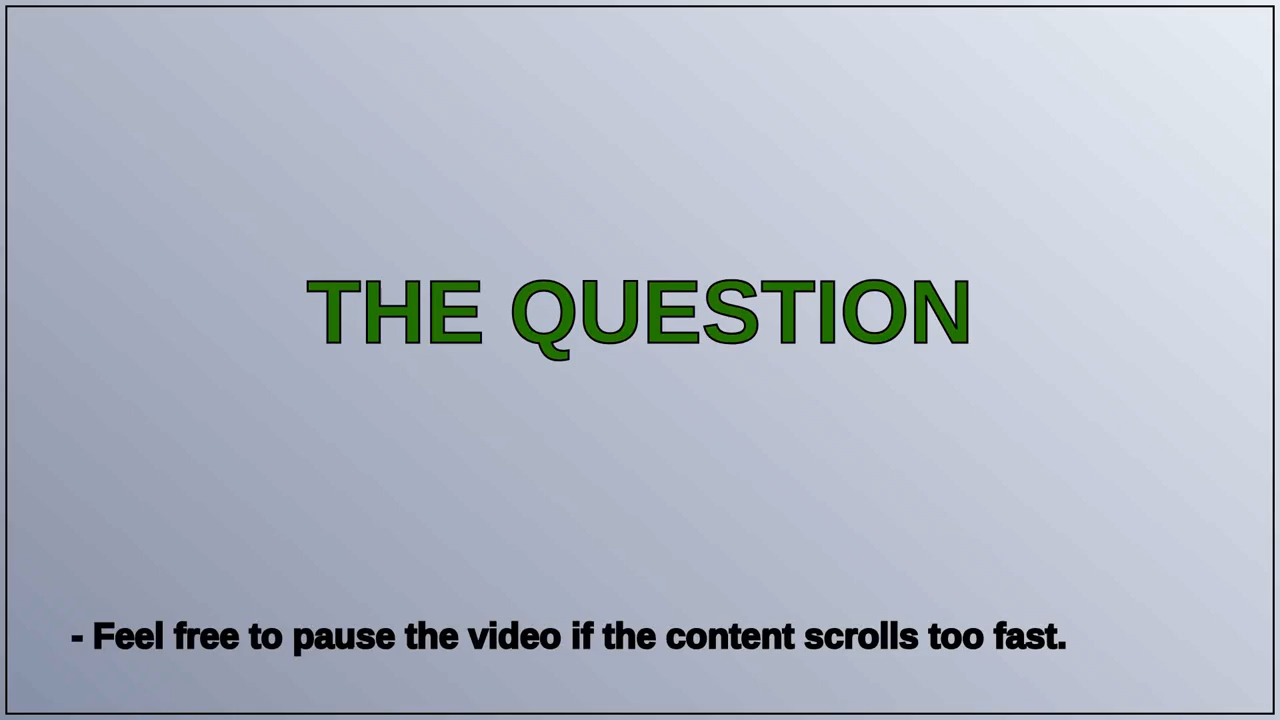 THE QUESTION
- Feel free to pause the video if the content scrolls too fast.